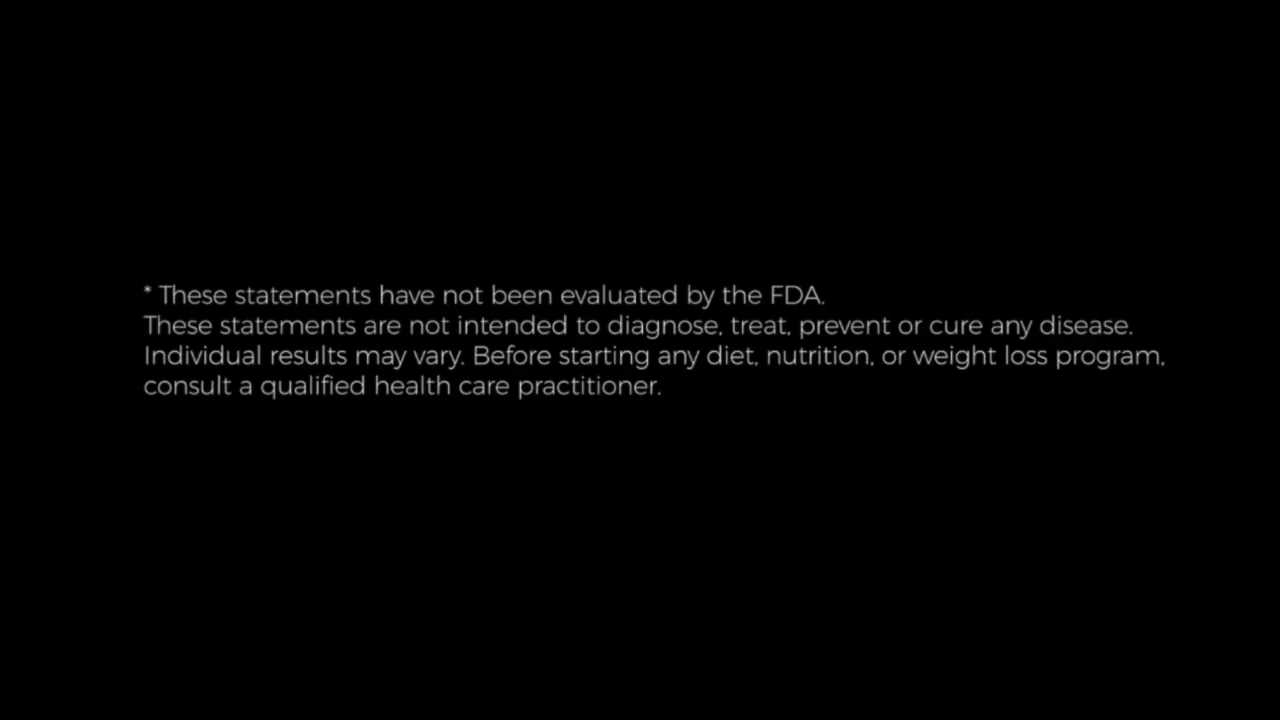 * These statements have not been evaluated by the FDA.
These statements are not intended to diagnose, treat, prevent or cure any disease.
Individual results may vary. Before starting any diet, nutrition, or weight loss program,
consult a qualified health care practitioner.